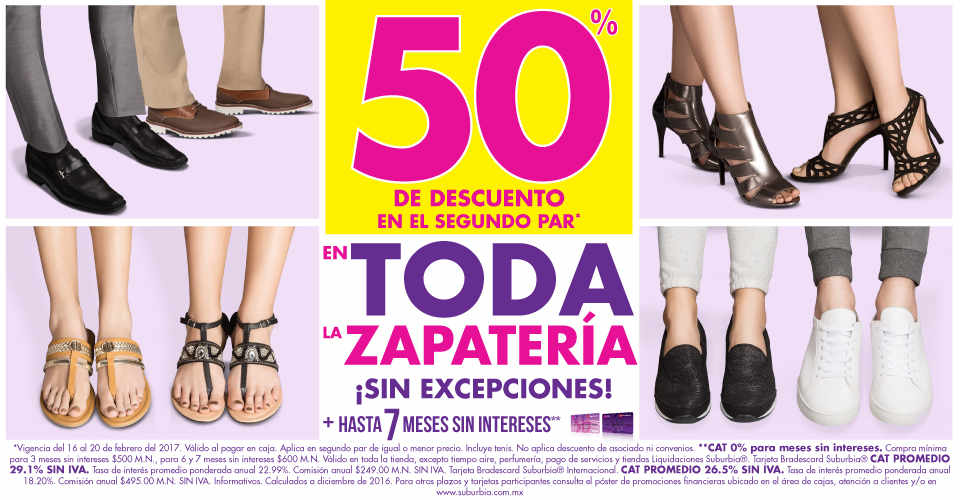 50%
DE DESCUENTO
EN EL SEGUNDO PAR*
EN TODA
LA ZAPATERÍA
¡SIN EXCEPCIONES!
+ HASTA 7 MESES SIN INTERESES**
*Vigencia del 16 al 20 de febrero del 2017. Válido al pagar en caja. Aplica en segundo par de igual o menor precio. Incluye tenis. No aplica descuento de asociado ni convenios. **CAT 0% para meses sin intereses. Compra mínima
para 3 meses sin intereses $500 M.N., para 6 y 7 meses sin intereses $600 M.N. Válido en toda la tienda, excepto tiempo aire, perfumería, pago de servicios y tiendas Liquidaciones Suburbia®. Tarjeta Bradescard Suburbia® CAT PROMEDIO
29.1% SIN IVA. Tasa de interés promedio ponderada anual 22.99%. Comisión anual $249.00 M.N. SIN IVA. Tarjeta Bradescard Suburbia® Internacional. CAT PROMEDIO 26.5% SIN IVA. Tasa de interés promedio ponderada anual
18.20%. Comisión anual $495.00 M.N. SIN IVA. Informativos. Calculados a diciembre de 2016. Para otros plazos y tarjetas participantes consulta el póster de promociones financieras ubicado en el área de cajas, atención a clientes y/o en
www.suburbia.com.mx